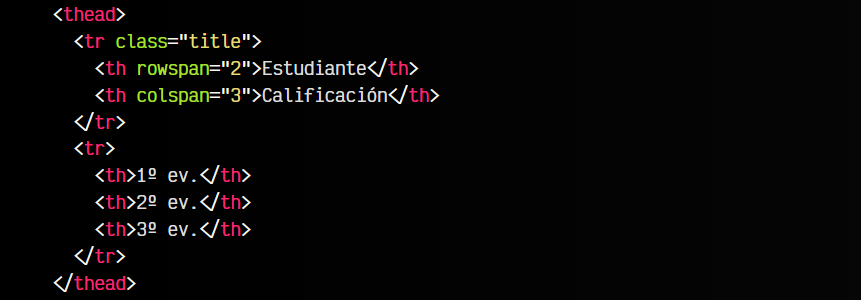 <thead>
<tr class="title">
<th rowspan="2">Estudiante</th>
<th colspan="3">Calificación</th>
</tr>
<tr>
<th>1º ev.</th>
<th>2º ev.</th>
<th>3º ev.</th>
</tr>
</thead>